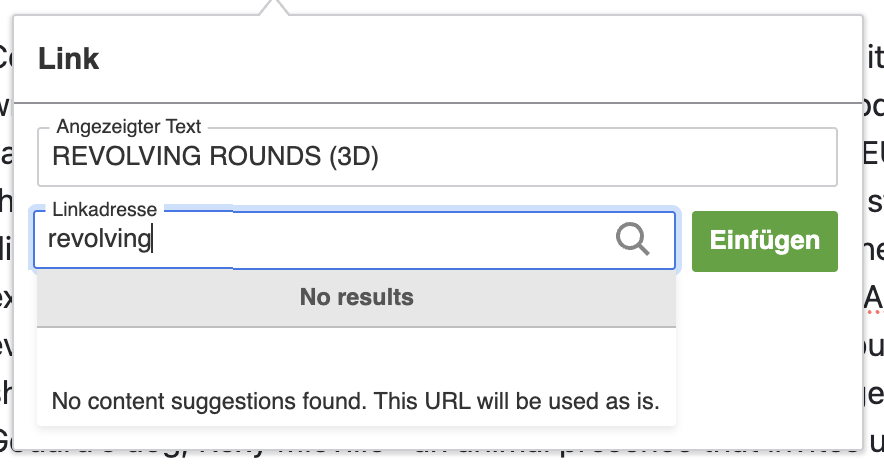 Link
Angezeigter Text
REVOLVING ROUNDS (3D)
Linkadresse
revolving
Einfügen
No results
No content suggestions found. This URL will be used as is.